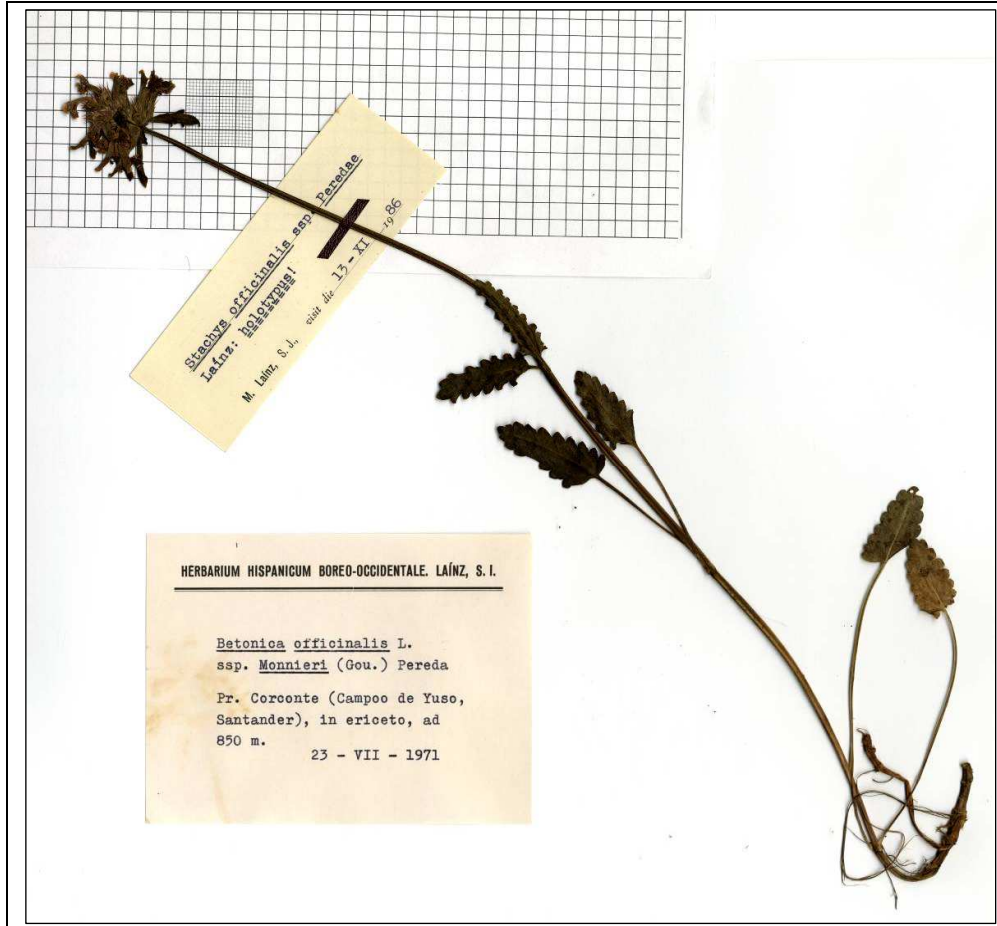 Stachys officinalis ssp. Peredae
Laínz: holotypus!
M. Laínz, S. J., visit die 13 - XI 1986
HERBARIUM HISPANICUM BOREO-OCCIDENTALE. LAÍNZ, S. I.
Betonica officinalis L.
ssp. Monnieri (Gou.) Pereda
Pr. Corconte (Campoo de Yuso,
Santander), in ericeto, ad
850 m.
23 - VII - 1971